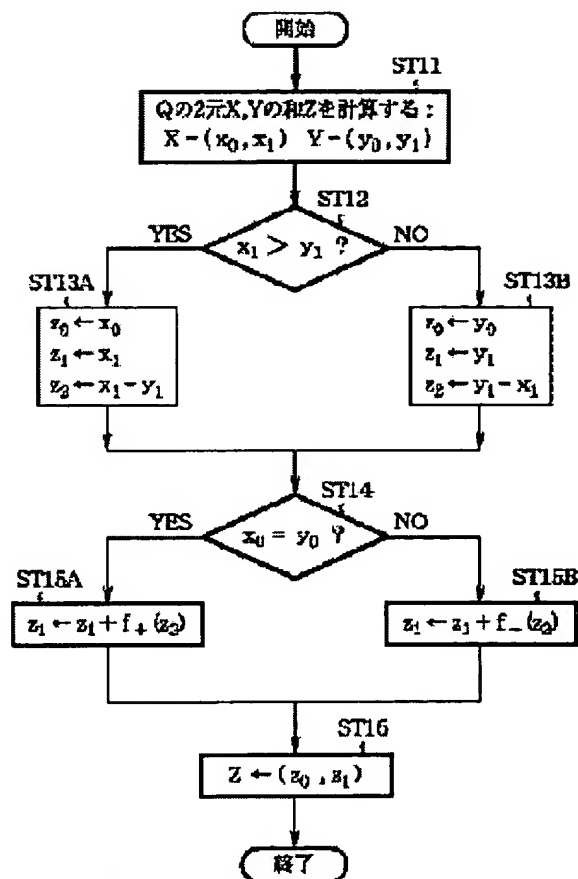 開始
ST11
Qの2元X,Yの和Zを計算する:
X-(x₀,x₁) Y-(y₀,y₁)
ST12
YES
x₁ > y₁ ?
NO
ST13A
ST13B
z₀ ← x₀
z₁ ← x₁
z₂ ← x₁-y₁
z₀ ← y₀
z₁ ← y₁
z₂ ← y₁-x₁
ST14
YES
x₀ = y₀ ?
NO
ST15A
ST15B
z₁ ← z₁+f₊(z₂)
z₁ ← z₁+f₋(z₂)
ST16
Z ← (z₀,z₁)
終了